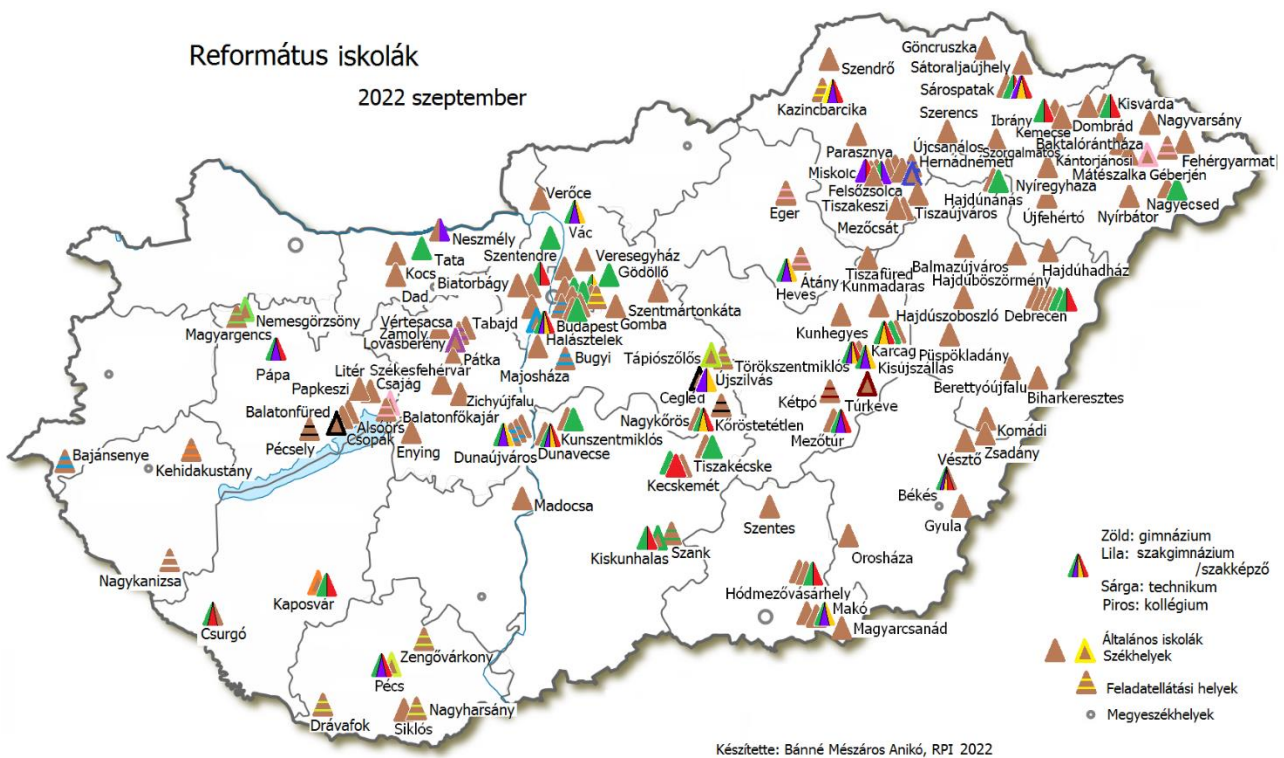 Református iskolák
2022 szeptember
Göncruszka
Szendrő
Sátoraljaújhely
Sárospatak
Kazincbarcika
Kisvárda
Ibrány
Szerencs
Kemecse
Dombrád
Nagyvarsány
Parasznya
Újcsanálos
Szorgalmatos
Baktalórántháza
Hernádnémeti
Kántorjánosi
Fehérgyarmat
Miskolc
Mátészalka
Géberjén
Felsőzsolca
Hajdúnánás
Nyíregyháza
Verőce
Eger
Tiszakeszi
Tiszaújváros
Újfehértó
Nyírbátor
Nagyecsed
Mezőcsát
Vác
Neszmély
Tata
Szentendre
Veresegyház
Gödöllő
Balmazújváros
Hajdúhadház
Kocs
Biatorbágy
Átány
Heves
Tiszafüred
Hajdúböszörmény
Dad
Kunmadaras
Szentmártonkáta
Debrecen
Hajdúszoboszló
Nemesgörzsöny
Magyargencs
Vértesacsa
Tabajd
Zámoly
Lovasberény
Budapest
Gomba
Halásztelek
Kunhegyes
Karcag
Püspökladány
Pápa
Pátka
Majosháza
Bugyi
Tápiószőlős
Törökszentmiklós
Kisújszállás
Litér
Székesfehérvár
Újszilvás
Papkeszi
Csajág
Cegléd
Berettyóújfalu
Biharkeresztes
Zichyújfalu
Kétpó
Túrkeve
Balatonfüred
Balatonfőkajár
Nagykőrös
Kőröstetétlen
Alsóörs
Csopak
Mezőtúr
Komádi
Pécsely
Enying
Dunaújváros
Dunavecse
Kunszentmiklós
Zsadány
Bajánsenye
Kehidakustány
Tiszakécske
Vésztő
Kecskemét
Békés
Madocsa
Szentes
Gyula
Orosháza
Szank
Kiskunhalas
Nagykanizsa
Kaposvár
Hódmezővásárhely
Makó
Csurgó
Magyarcsanád
Zengővárkony
Pécs
Drávafok
Siklós
Nagyharsány
Zöld: gimnázium
Lila: szakgimnázium
/szakképző
Sárga: technikum
Piros: kollégium
Általános iskolák
Székhelyek
Feladatellátási helyek
Megyeszékhelyek
Készítette: Bánné Mészáros Anikó, RPI 2022